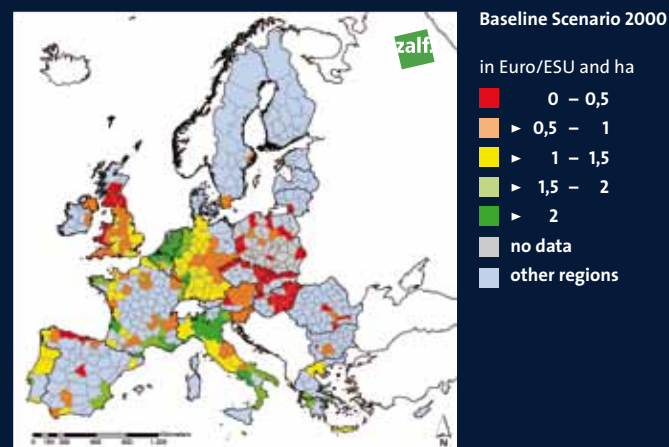 zalf.
Baseline Scenario 2000
in Euro/ESU and ha
0 – 0,5
► 0,5 – 1
► 1 – 1,5
► 1,5 – 2
► 2
no data
other regions
N